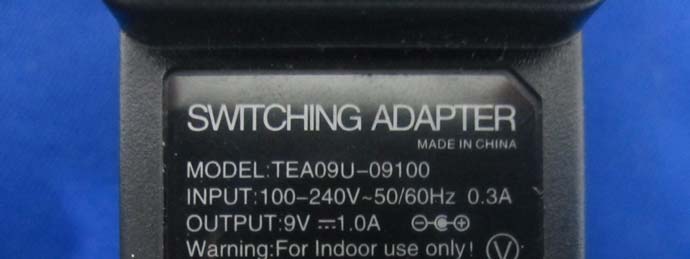 SWITCHING ADAPTER
MADE IN CHINA
MODEL:TEA09U-09100
INPUT:100-240V~50/60Hz 0.3A
OUTPUT:9V⎓1.0A
Warning:For Indoor use only! V